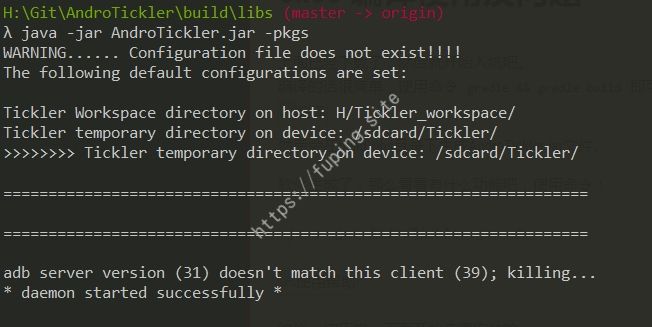 H:\Git\AndroTickler\build\libs (master -> origin)
λ java -jar AndroTickler.jar -pkgs
WARNING...... Configuration file does not exist!!!!
The following default configurations are set:
Tickler Workspace directory on host: H/Tickler_workspace/
Tickler temporary directory on device: /sdcard/Tickler/
>>>>>>>> Tickler temporary directory on device: /sdcard/Tickler/
==============================================================
==============================================================
adb server version (31) doesn't match this client (39); killing...
* daemon started successfully *
https://fuping.site